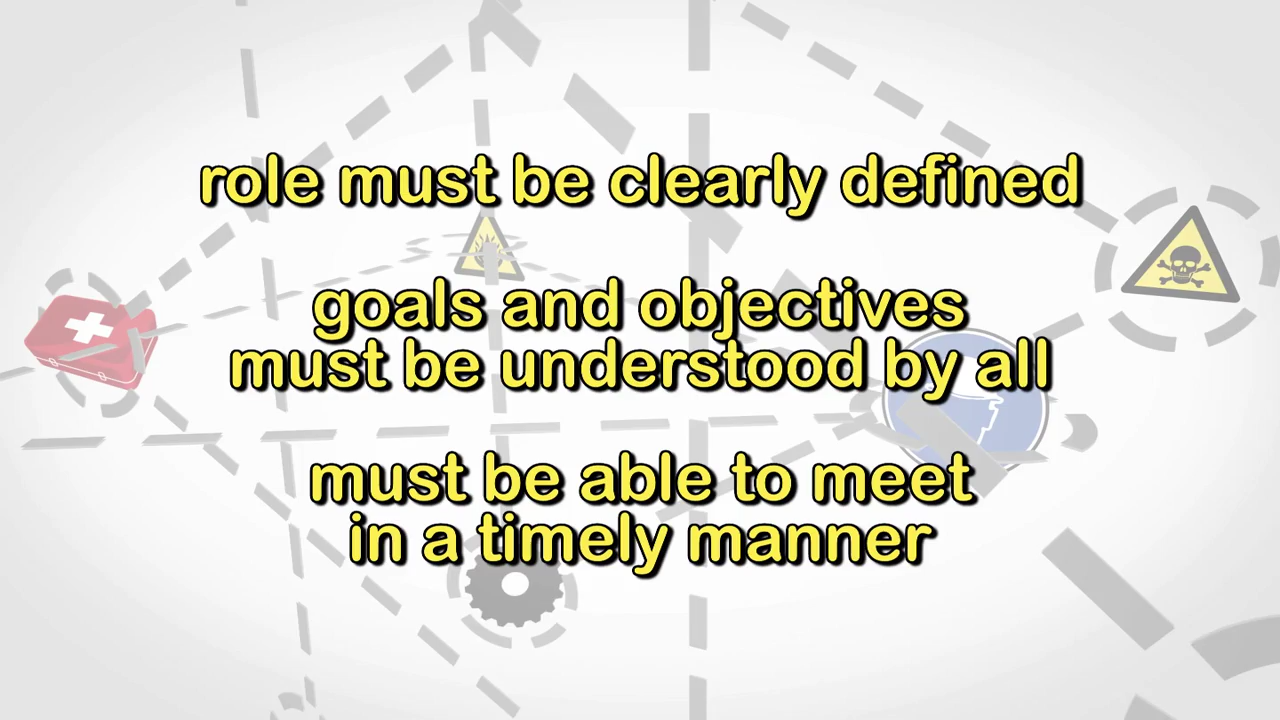 role must be clearly defined
goals and objectives
must be understood by all
must be able to meet
in a timely manner